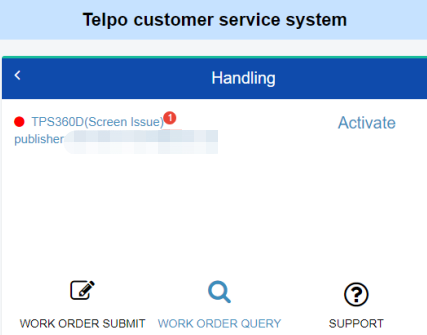 Telpo customer service system
Handling
TPS360D(Screen Issue) 1
Activate
publisher
WORK ORDER SUBMIT
WORK ORDER QUERY
SUPPORT